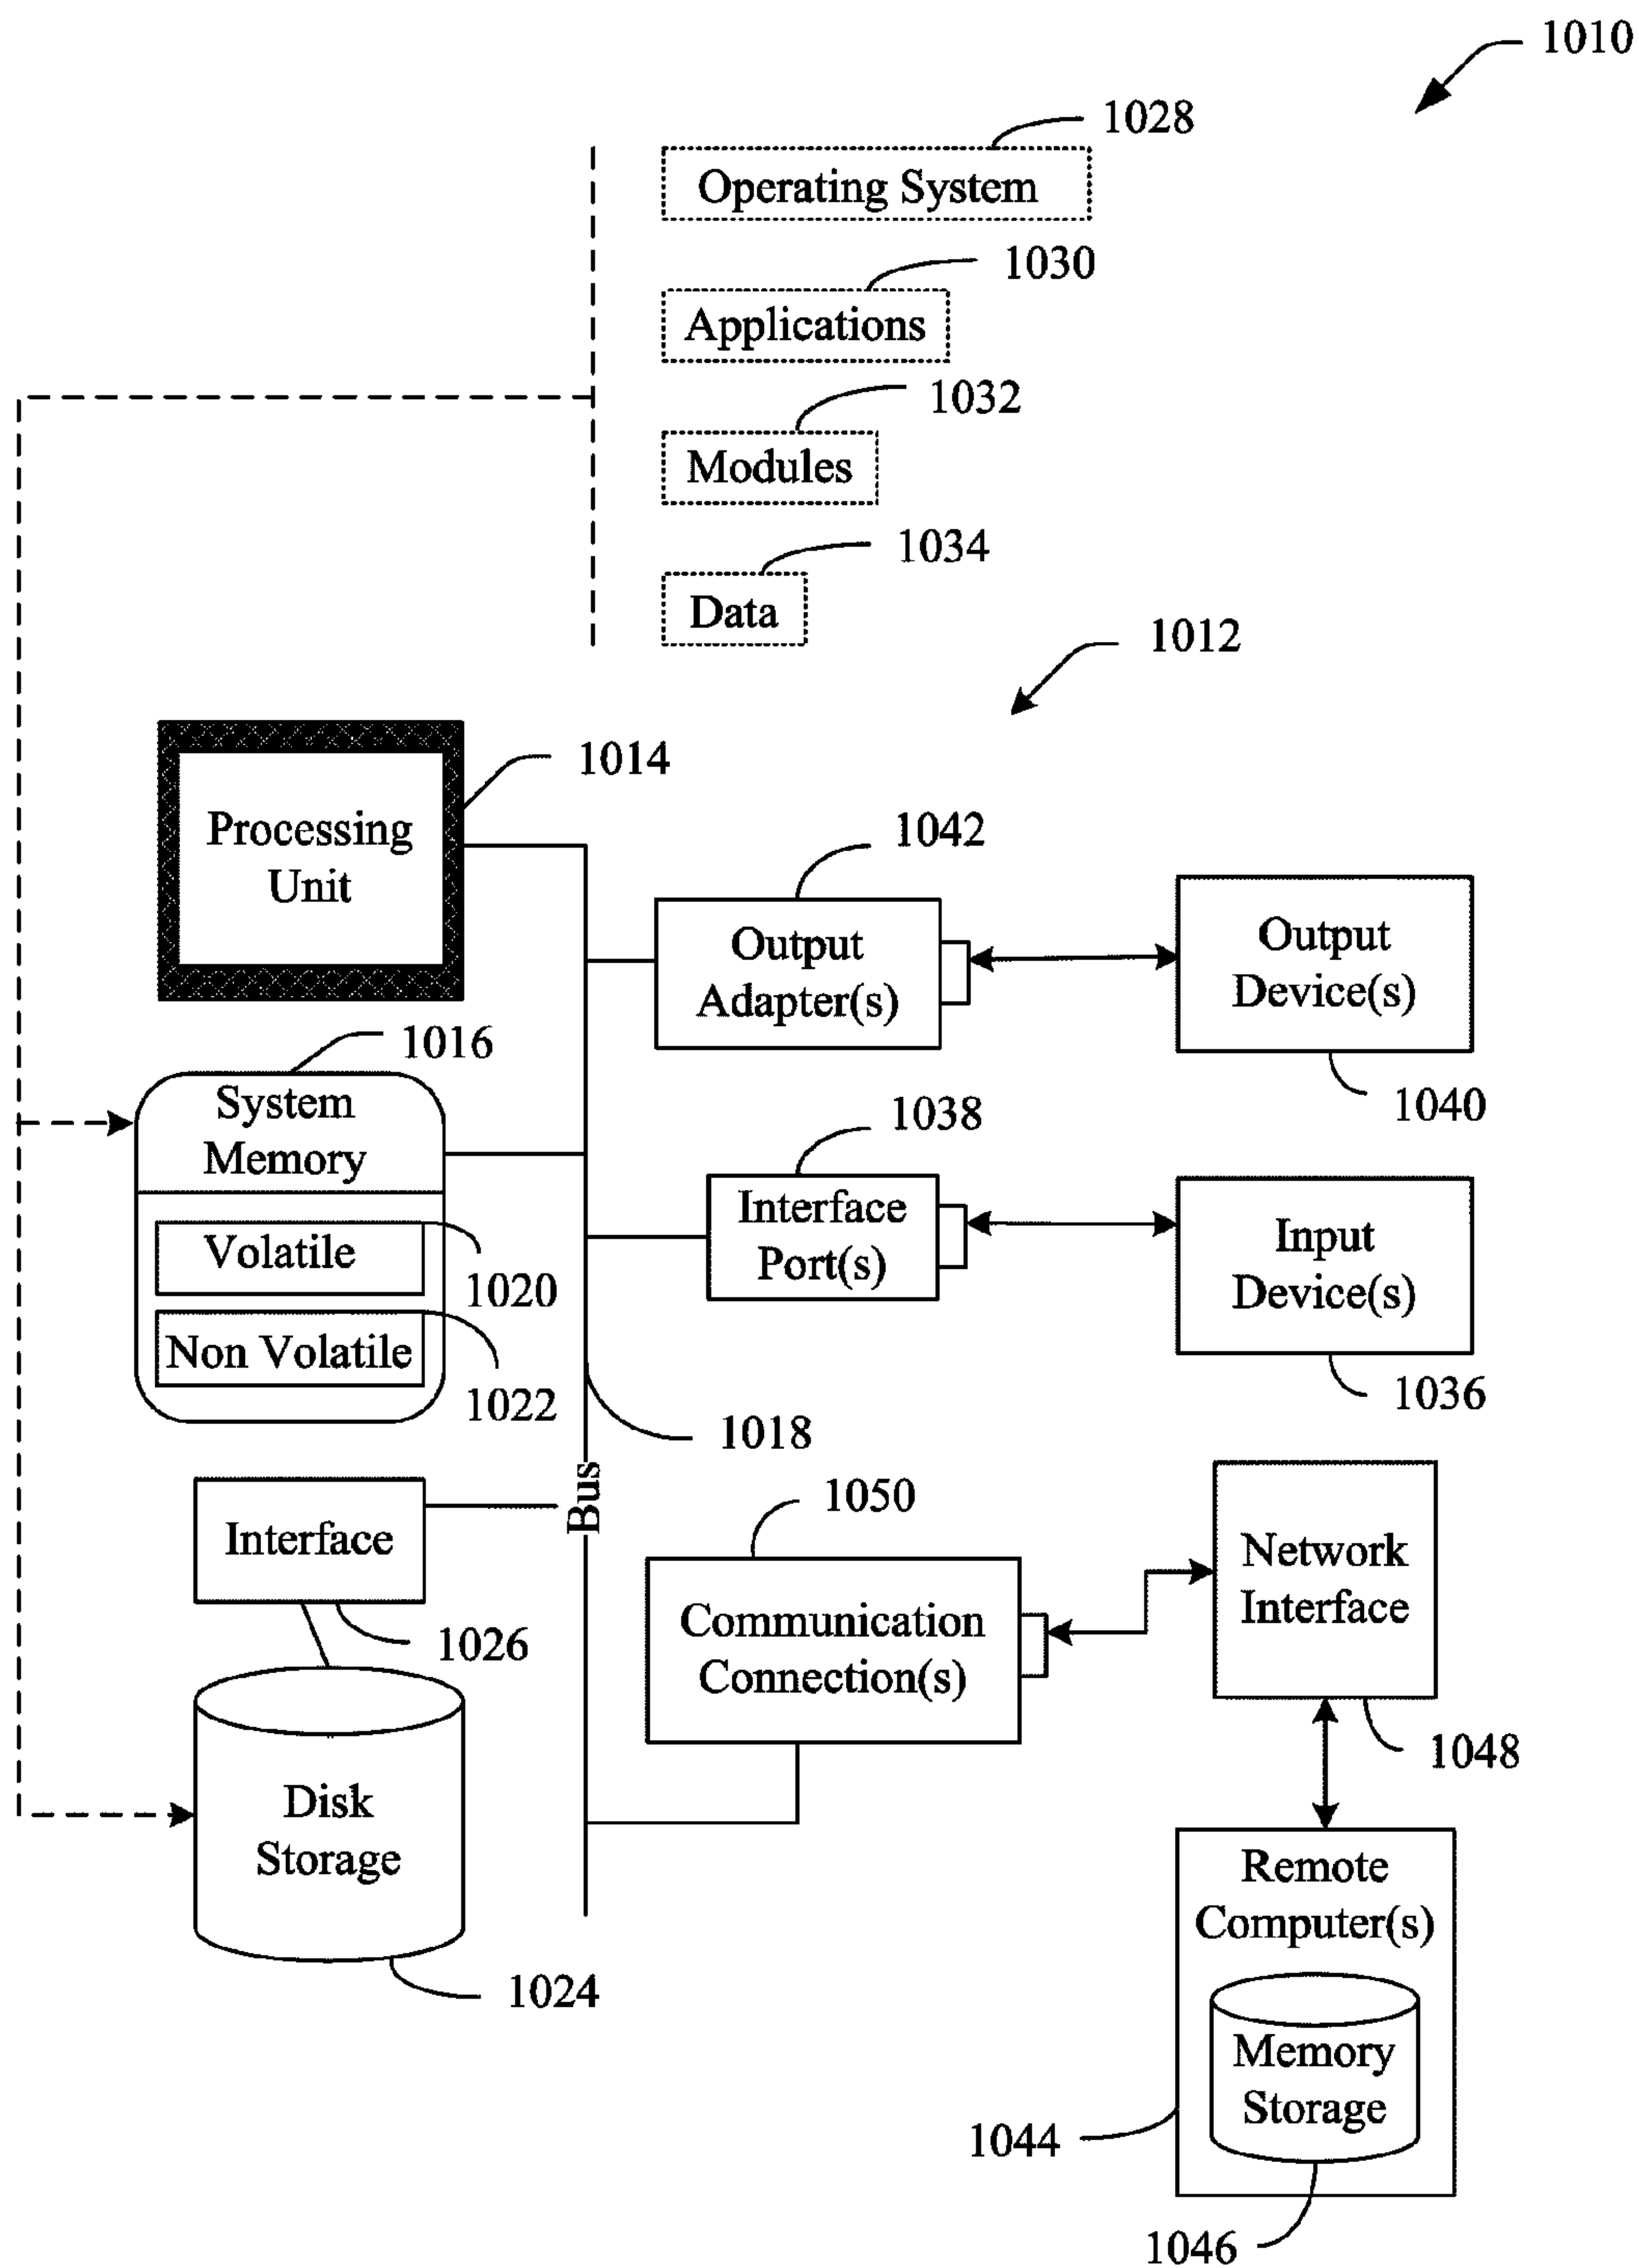 1010
1028
Operating System
1030
Applications
1032
Modules
1034
Data
1012
1014
Processing
Unit
1042
Output
Adapter(s)
Output
Device(s)
1040
1016
System
Memory
1038
Interface
Port(s)
Input
Device(s)
1036
Volatile
1020
Non Volatile
1022
1018
Bus
Interface
1026
1050
Communication
Connection(s)
Network
Interface
1048
Disk
Storage
1024
Remote
Computer(s)
Memory
Storage
1044
1046